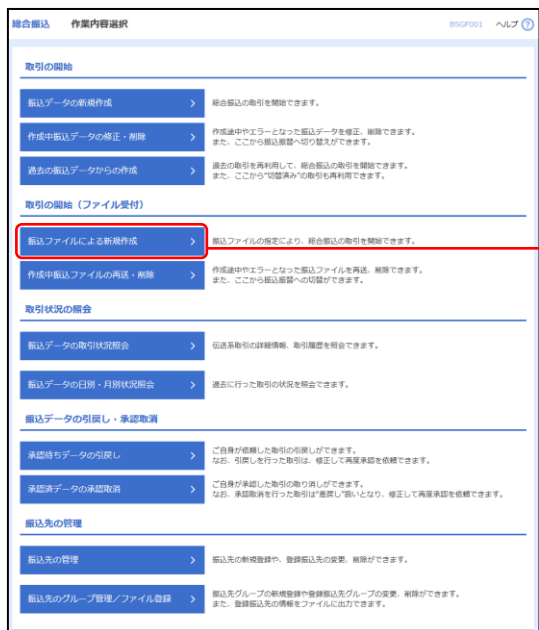 総合振込 作業内容選択 BSGF001 ヘルプ ?
取引の開始
振込データの新規作成 >
総合振込の取引を開始できます。
作成中振込データの修正・削除 >
作成途中やエラーとなった振込データを修正、削除できます。
また、ここから振込振替へ切り替えができます。
過去の振込データからの作成 >
過去の取引を再利用して、総合振込の取引を開始できます。
また、ここから"切替済み"の取引も再利用できます。
取引の開始(ファイル受付)
振込ファイルによる新規作成 >
振込ファイルの指定により、総合振込の取引を開始できます。
作成中振込ファイルの再送・削除 >
作成途中やエラーとなった振込ファイルを再送、削除できます。
また、ここから振込振替への切替ができます。
取引状況の照会
振込データの取引状況照会 >
伝送系取引の詳細情報、取引履歴を照会できます。
振込データの日別・月別状況照会 >
過去に行った取引の状況を照会できます。
振込データの引戻し・承認取消
承認待ちデータの引戻し >
ご自身が依頼した取引の引戻しができます。
なお、引戻しを行った取引は、修正して再度承認を依頼できます。
承認済データの承認取消 >
ご自身が承認した取引の取り消しができます。
なお、承認取消を行った取引は"差戻し"扱いとなり、修正して再度承認を依頼できます。
振込先の管理
振込先の管理 >
振込先の新規登録や、登録振込先の変更、削除ができます。
振込先のグループ管理/ファイル登録 >
振込先グループの新規登録や登録振込先グループの変更、削除ができます。
また、登録振込先の情報をファイルに出力できます。